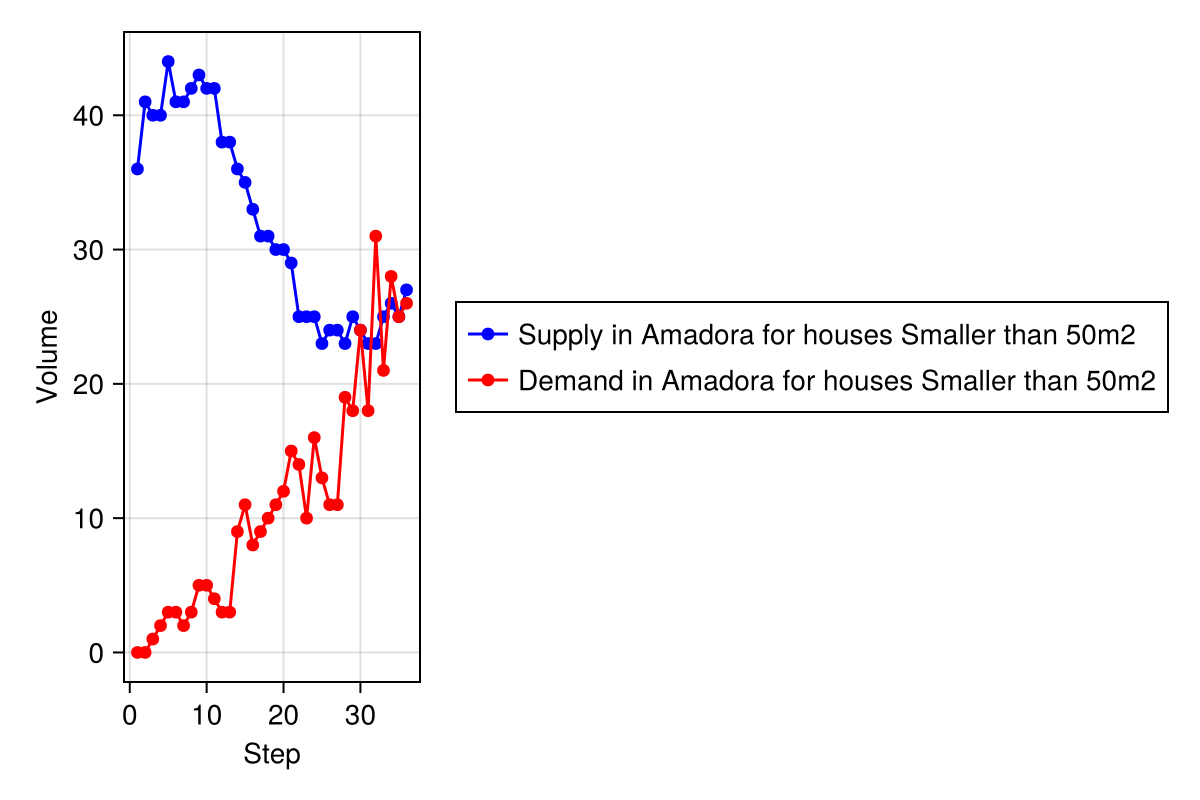 40
30
20
10
0
Volume
0 10 20 30
Step
Supply in Amadora for houses Smaller than 50m2
Demand in Amadora for houses Smaller than 50m2